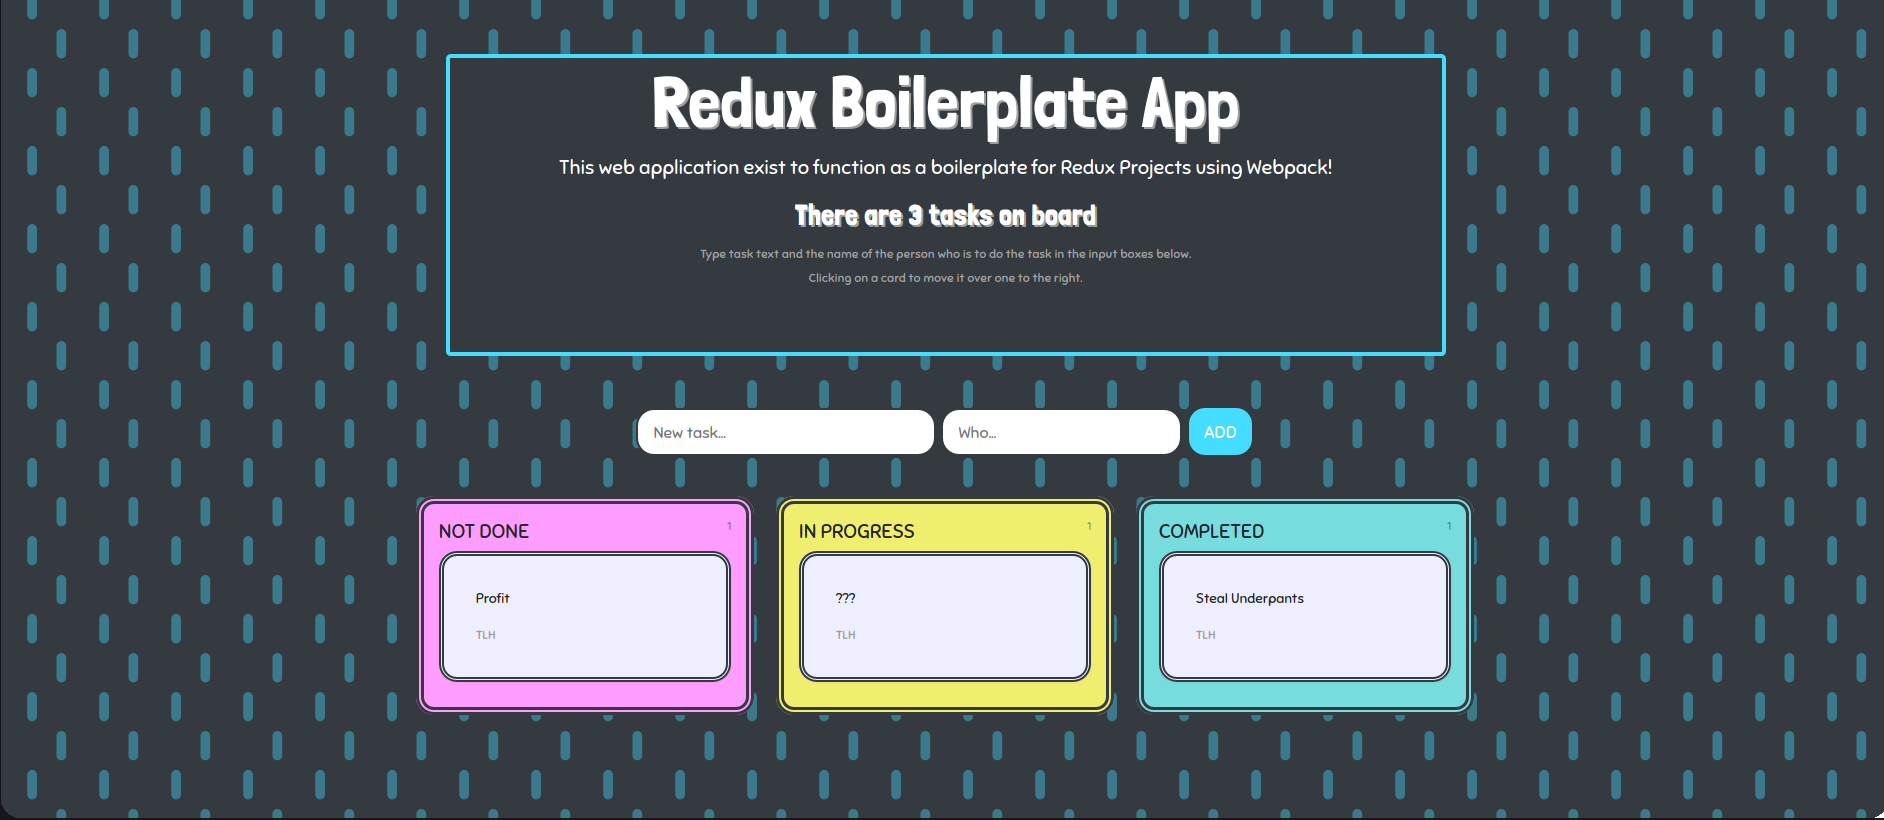 Redux Boilerplate App
This web application exist to function as a boilerplate for Redux Projects using Webpack!
There are 3 tasks on board
Type task text and the name of the person who is to do the task in the input boxes below.
Clicking on a card to move it over one to the right.
New task...
Who...
ADD
NOT DONE
1
Profit
TLH
IN PROGRESS
1
???
TLH
COMPLETED
1
Steal Underpants
TLH